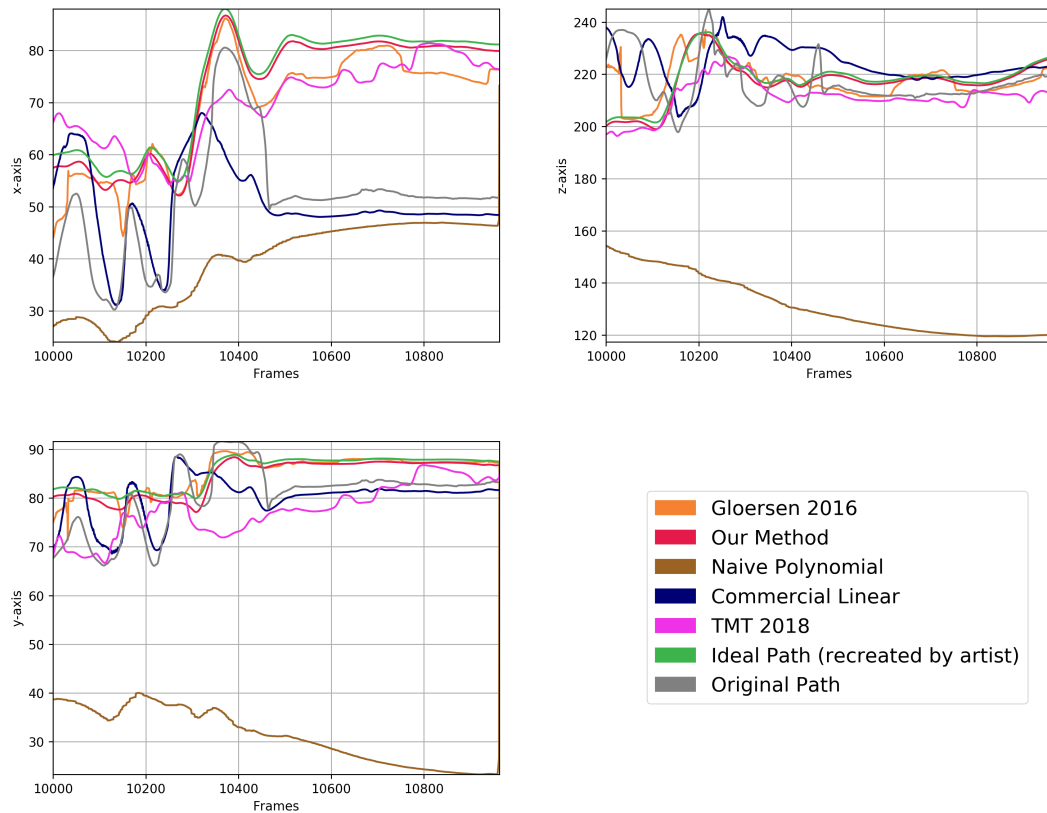 80
70
60
50
40
30
x-axis
10000
10200
10400
10600
10800
Frames
240
220
200
180
160
140
120
z-axis
10000
10200
10400
10600
10800
Frames
90
80
70
60
50
40
30
y-axis
10000
10200
10400
10600
10800
Frames
Gloersen 2016
Our Method
Naive Polynomial
Commercial Linear
TMT 2018
Ideal Path (recreated by artist)
Original Path